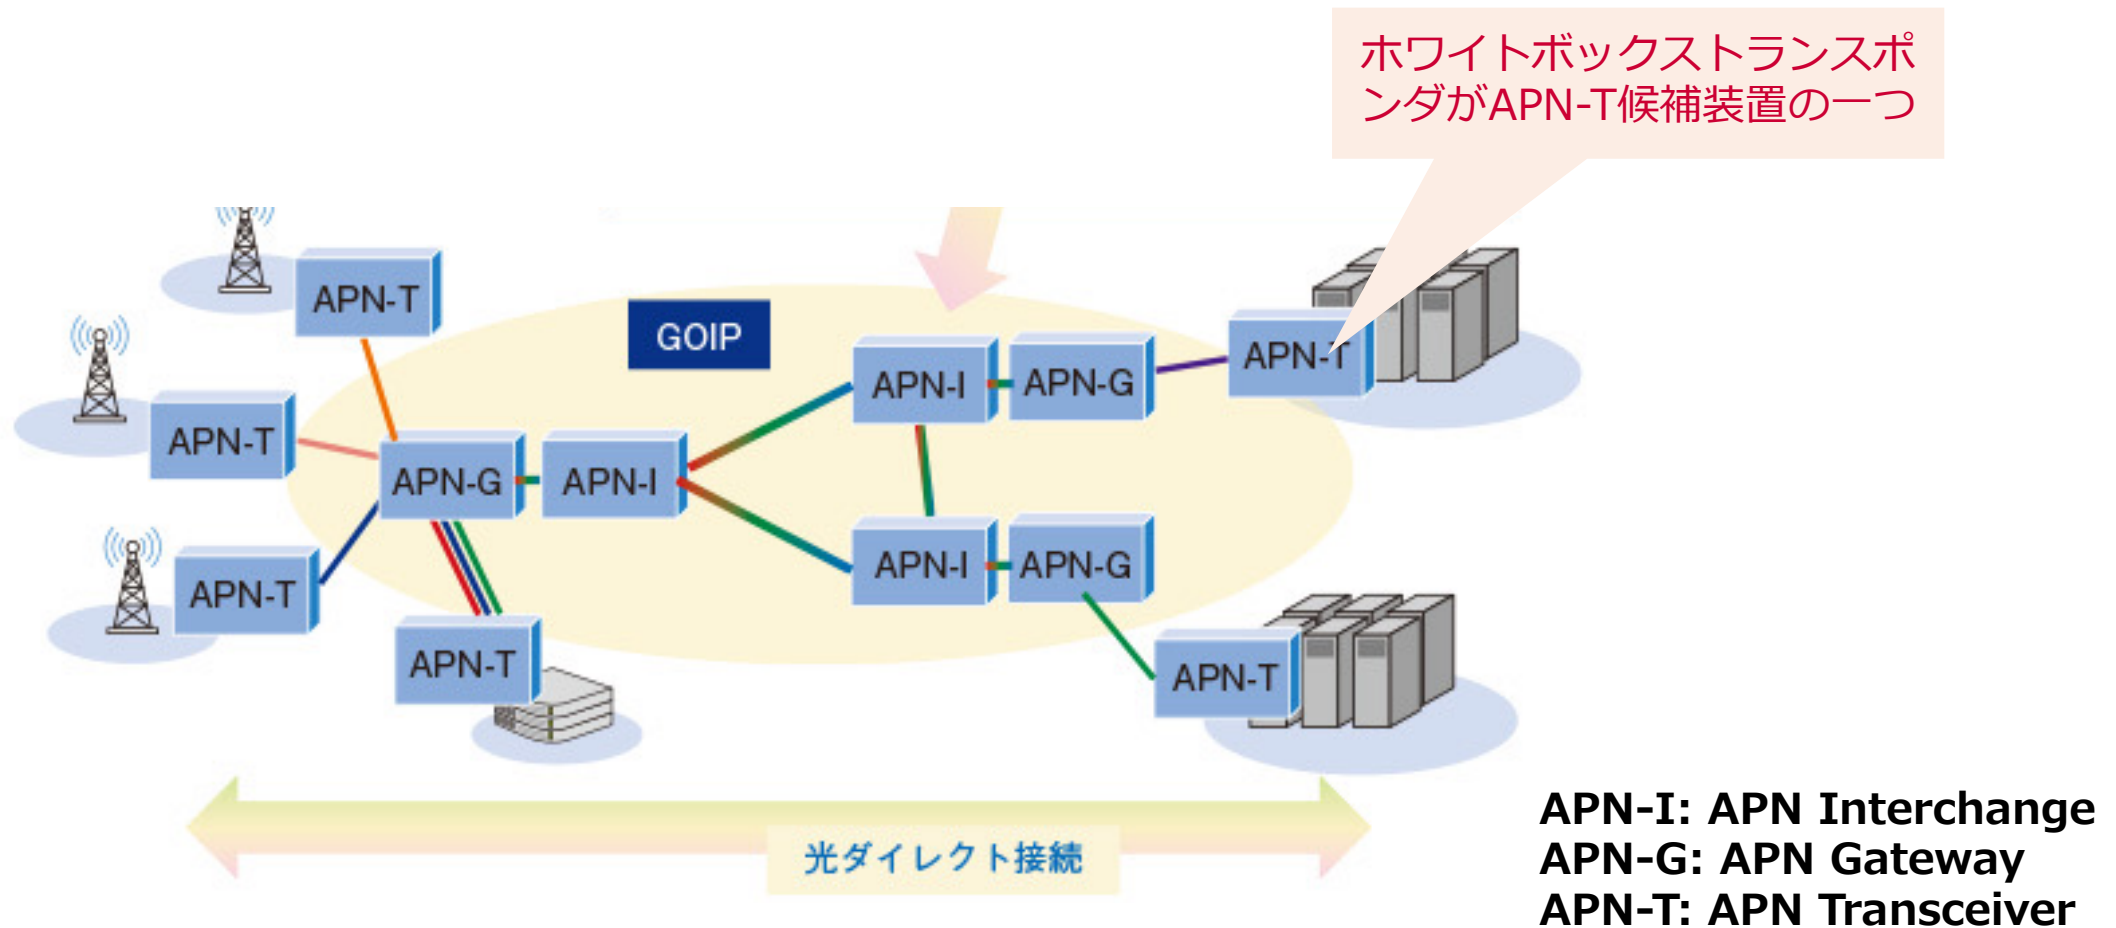 ホワイトボックストランスポ
ンダがAPN-T候補装置の一つ
APN-T
GOIP
APN-I
APN-G
APN-T
APN-T
APN-G
APN-I
APN-I
APN-G
APN-T
APN-T
APN-T
光ダイレクト接続
APN-I: APN Interchange
APN-G: APN Gateway
APN-T: APN Transceiver